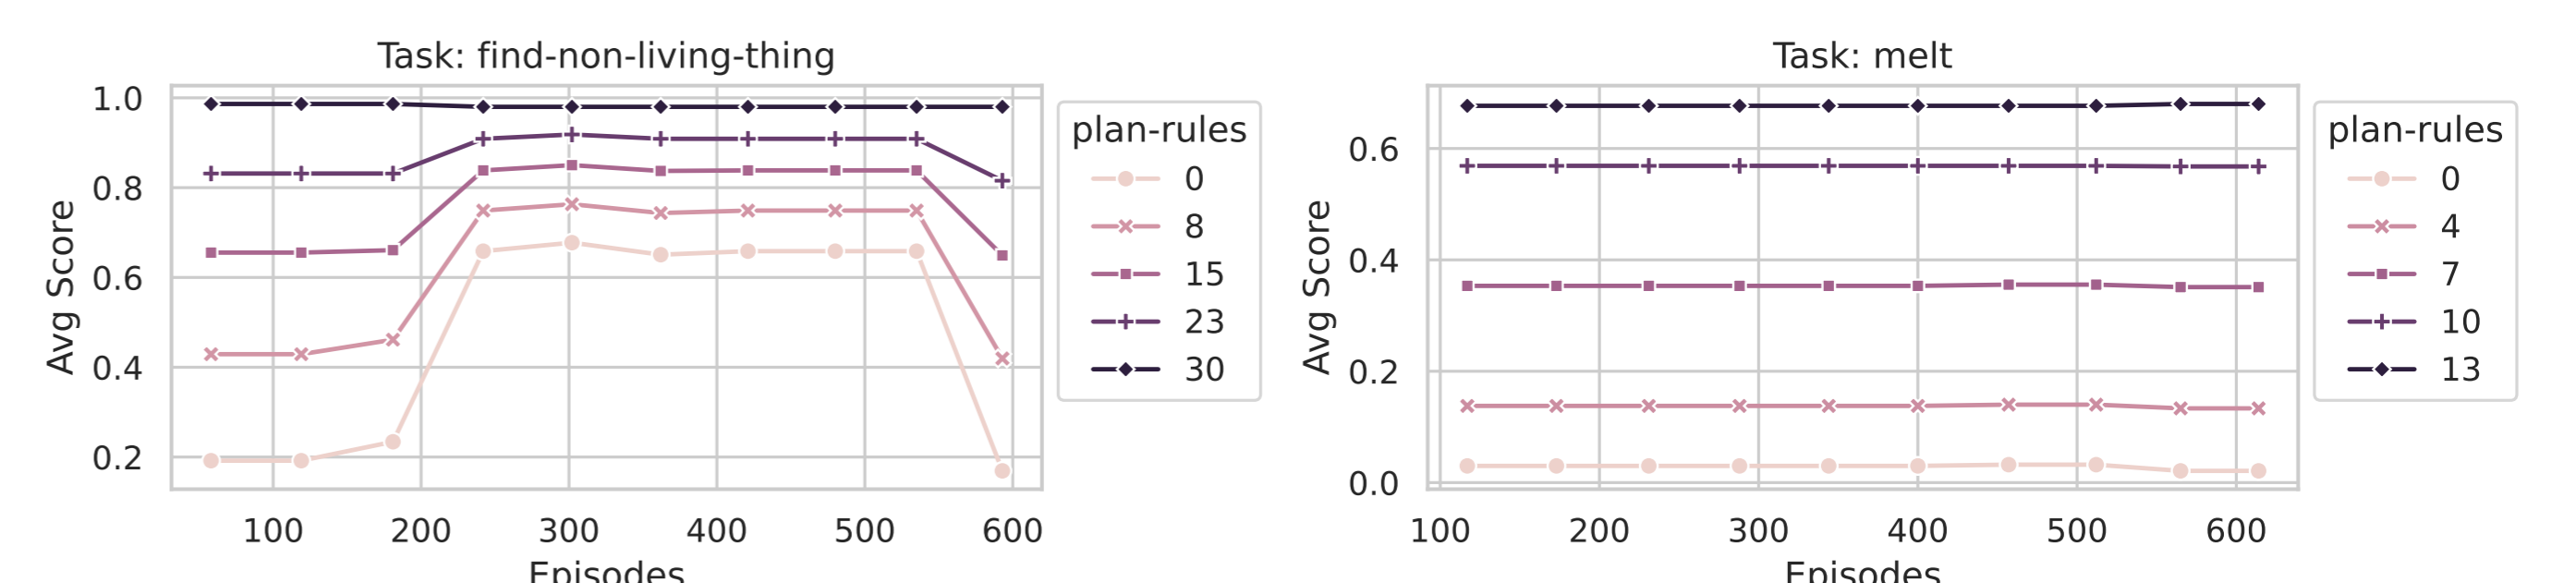 Task: find-non-living-thing
Avg Score
1.0
0.8
0.6
0.4
0.2
100 200 300 400 500 600
Episodes
plan-rules
0
8
15
23
30
Task: melt
Avg Score
0.6
0.4
0.2
0.0
100 200 300 400 500 600
Episodes
plan-rules
0
4
7
10
13